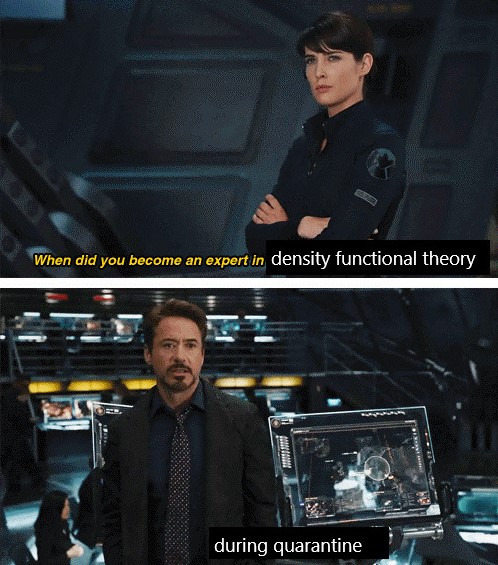 When did you become an expert in density functional theory
during quarantine